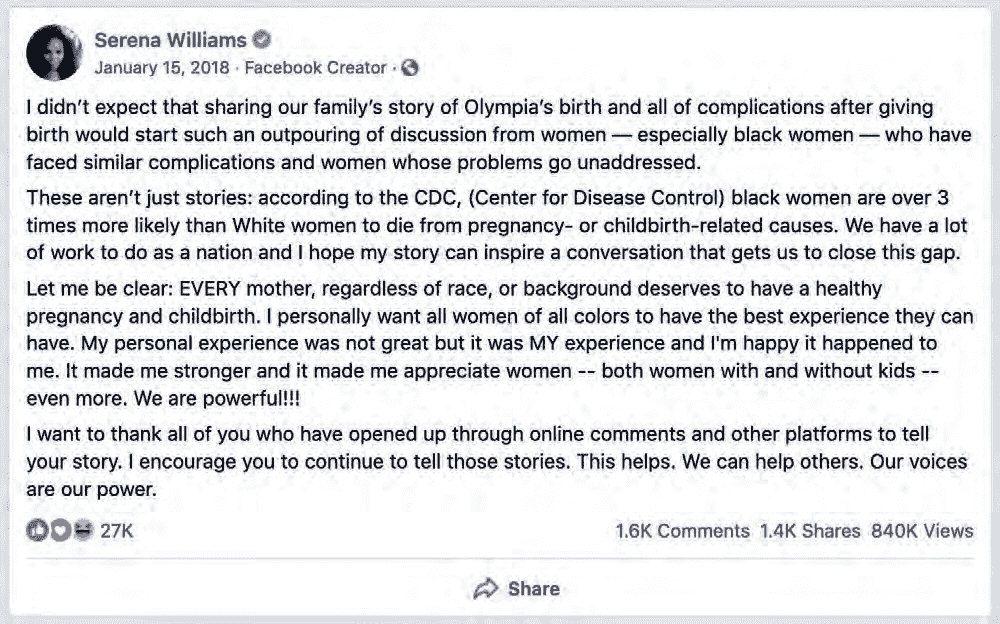 Serena Williams
January 15, 2018 · Facebook Creator ·
I didn't expect that sharing our family's story of Olympia's birth and all of complications after giving
birth would start such an outpouring of discussion from women — especially black women — who have
faced similar complications and women whose problems go unaddressed.
These aren't just stories: according to the CDC, (Center for Disease Control) black women are over 3
times more likely than White women to die from pregnancy- or childbirth-related causes. We have a lot
of work to do as a nation and I hope my story can inspire a conversation that gets us to close this gap.
Let me be clear: EVERY mother, regardless of race, or background deserves to have a healthy
pregnancy and childbirth. I personally want all women of all colors to have the best experience they can
have. My personal experience was not great but it was MY experience and I'm happy it happened to
me. It made me stronger and it made me appreciate women -- both women with and without kids --
even more. We are powerful!!!
I want to thank all of you who have opened up through online comments and other platforms to tell
your story. I encourage you to continue to tell those stories. This helps. We can help others. Our voices
are our power.
27K 1.6K Comments 1.4K Shares 840K Views
Share